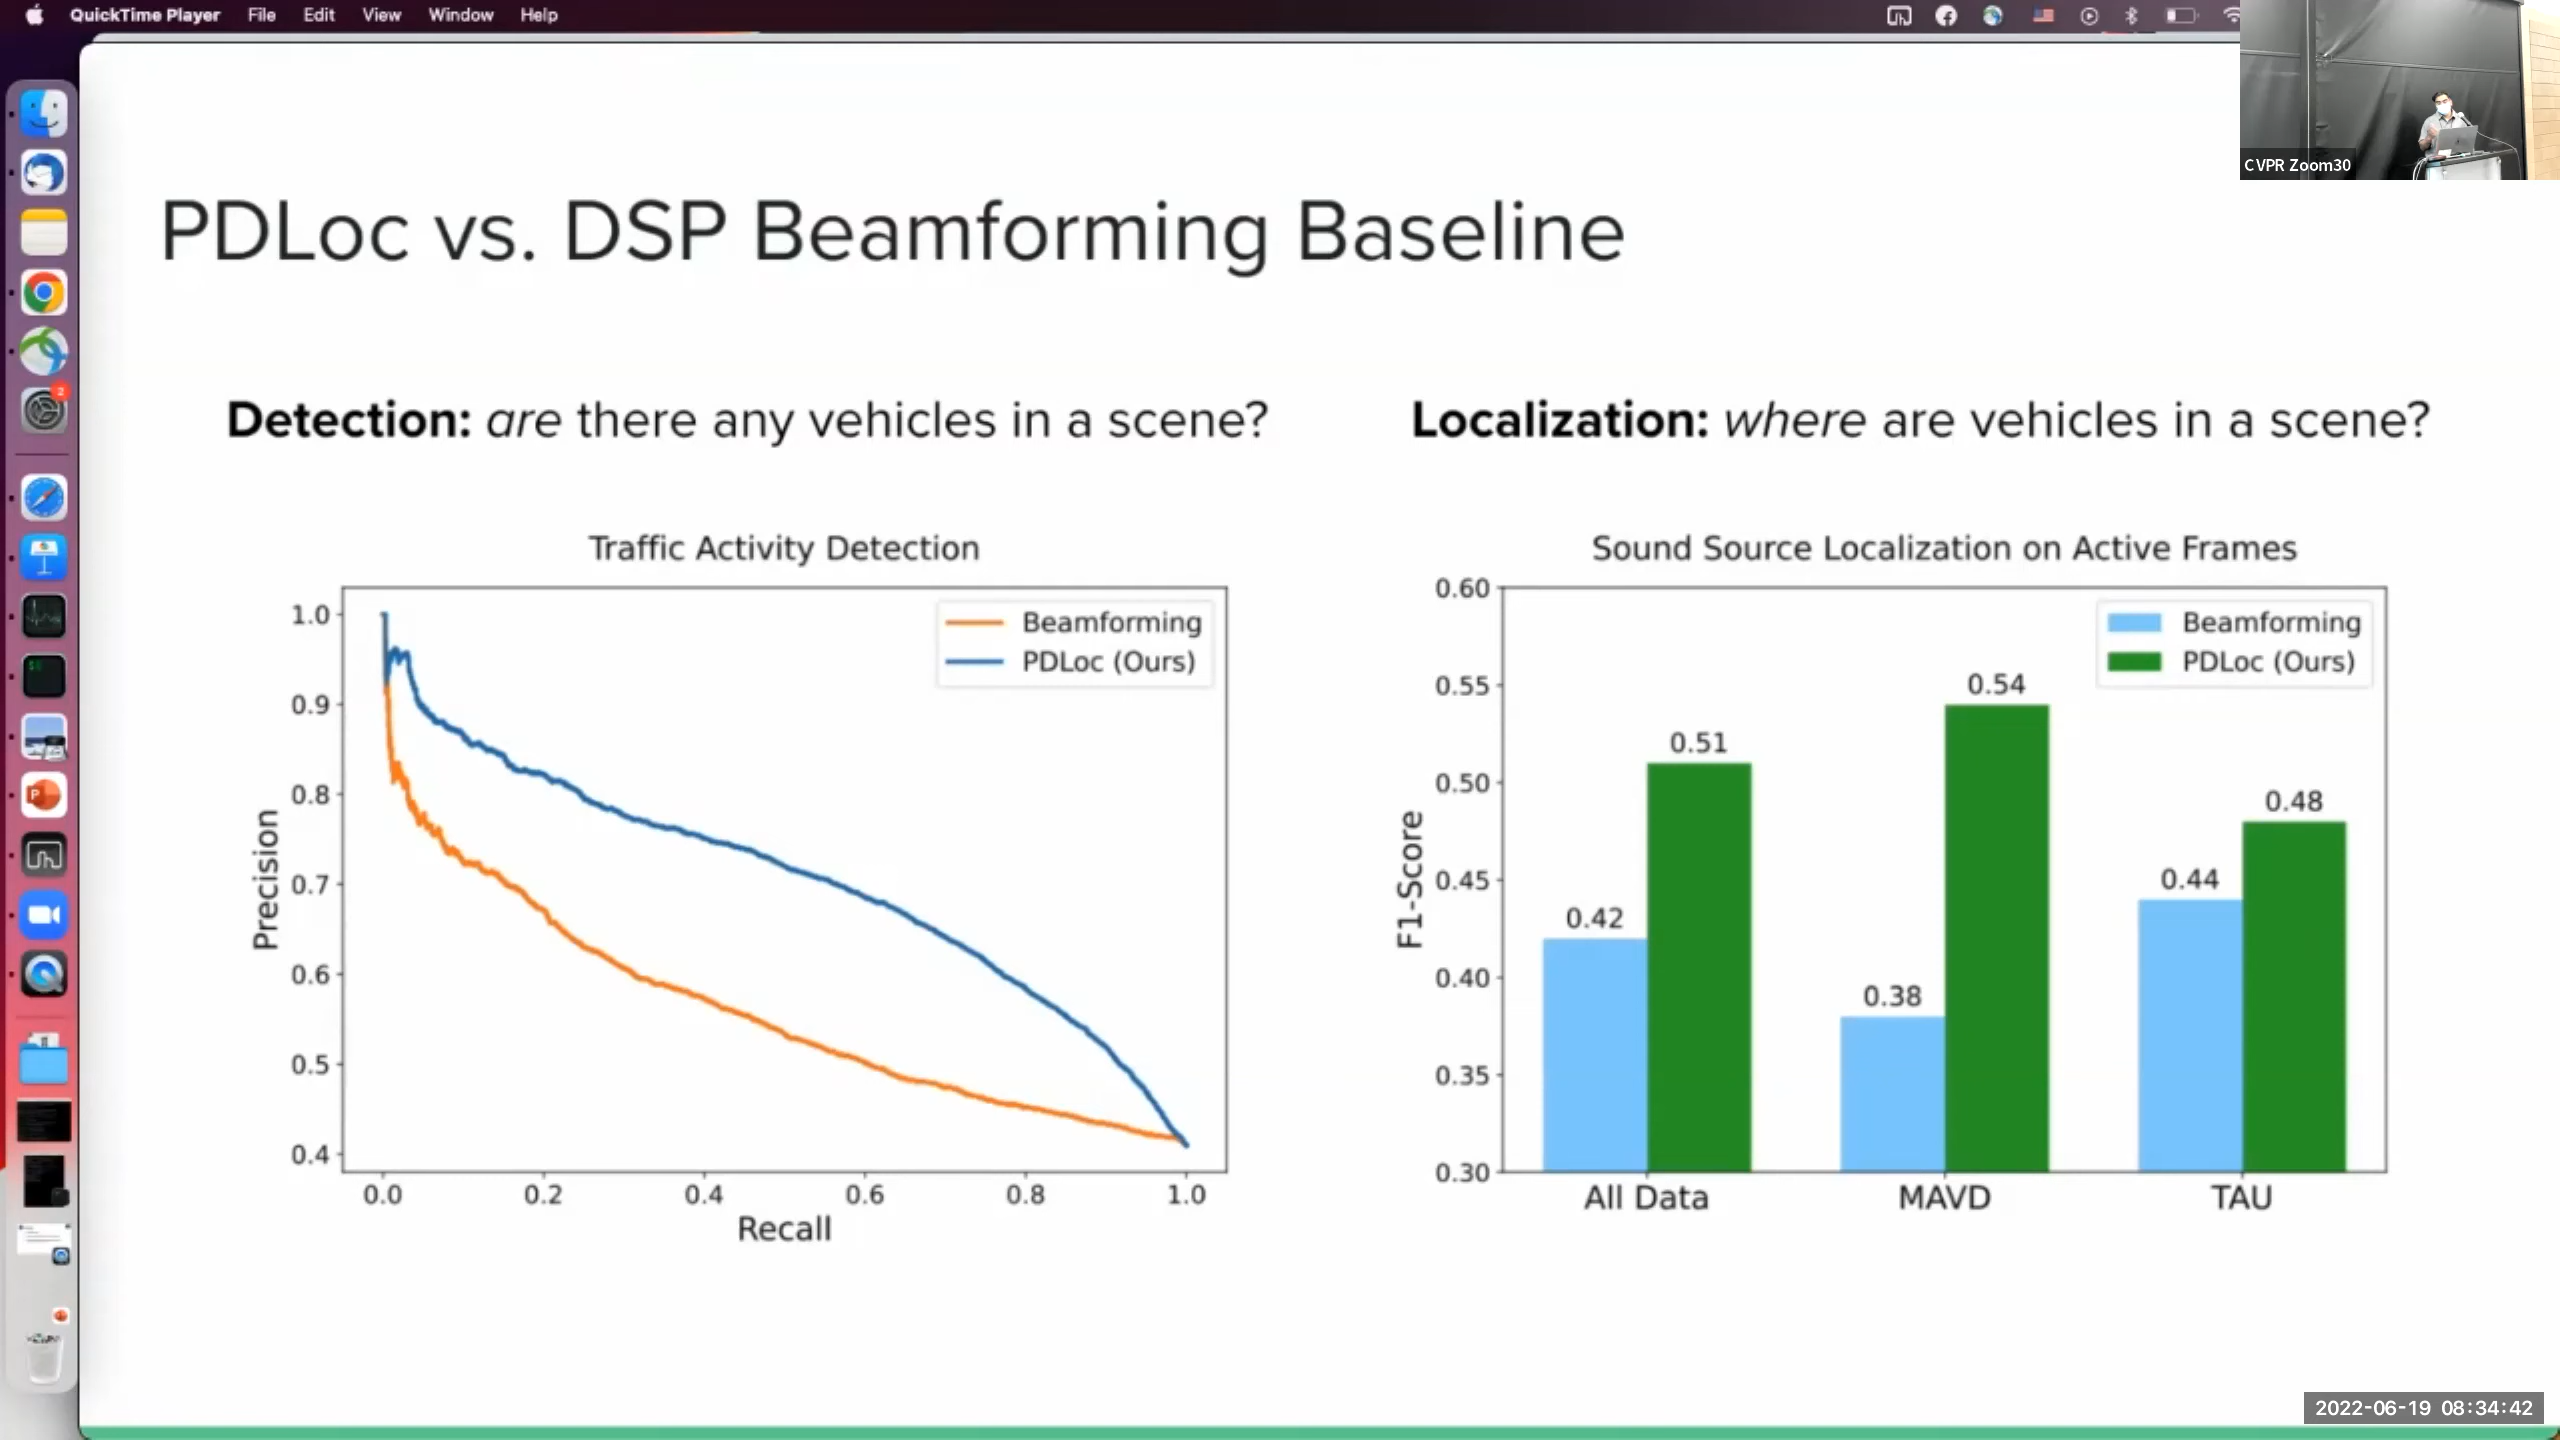 QuickTime Player File Edit View Window Help
CVPR Zoom30
2
PDLoc vs. DSP Beamforming Baseline
Detection: are there any vehicles in a scene?
Localization: where are vehicles in a scene?
Traffic Activity Detection
Beamforming
PDLoc (Ours)
1.0
0.9
0.8
0.7
0.6
0.5
0.4
Precision
0.0 0.2 0.4 0.6 0.8 1.0
Recall
Sound Source Localization on Active Frames
Beamforming
PDLoc (Ours)
0.60
0.55
0.50
0.45
0.40
0.35
0.30
F1-Score
0.42
0.51
0.38
0.54
0.44
0.48
All Data MAVD TAU
2022-06-19 08:34:42